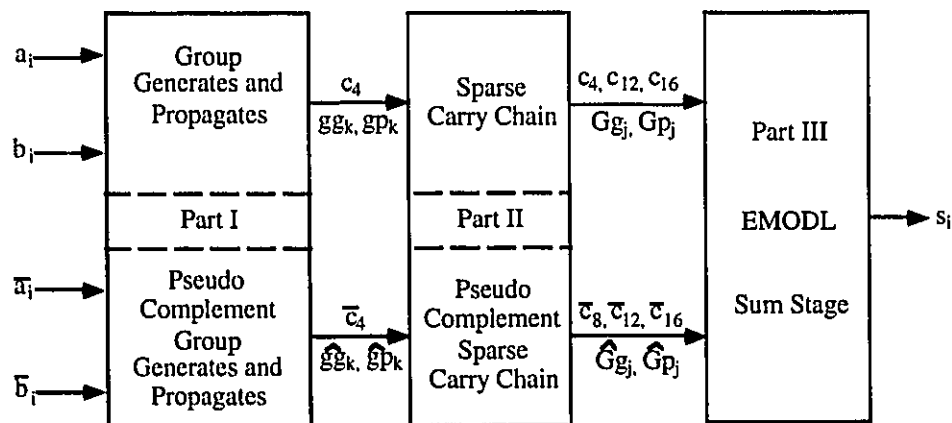 a_i
b_i
a̅_i
b̅_i
Group
Generates and
Propagates
Part I
Pseudo
Complement
Group
Generates and
Propagates
c_4
gg_k, gp_k
c̅_4
ĝg_k, ĝp_k
Sparse
Carry Chain
Part II
Pseudo
Complement
Sparse
Carry Chain
c_4, c_12, c_16
Gg_j, Gp_j
c̅_8, c̅_12, c̅_16
Ĝg_j, Ĝp_j
Part III
EMODL
Sum Stage
s_i